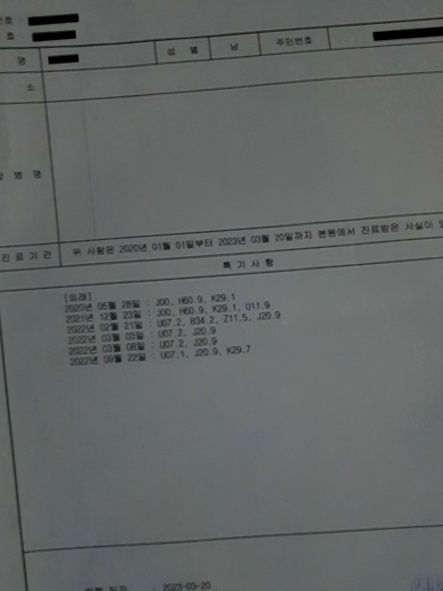 호 :
호 :
명 성 별 남 주민번호
소
병 명
진 료 기 간 위 사람은 2020년 01월 01일부터 2023년 03월 20일까지 본원에서 진료받은 사실이
특 기 사 항
[외래]
2020년 05월 28일 : J00, H60.9, K29.1
2021년 12월 23일 : J00, H60.9, K29.1, U11.9
2022년 02월 21일 : U07.2, B34.2, Z11.5, J20.9
2022년 03월 03일 : U07.2, J20.9
2022년 03월 08일 : U07.2, J20.9
2022년 09월 22일 : U07.1, J20.9, K29.7
: 2023-03-20